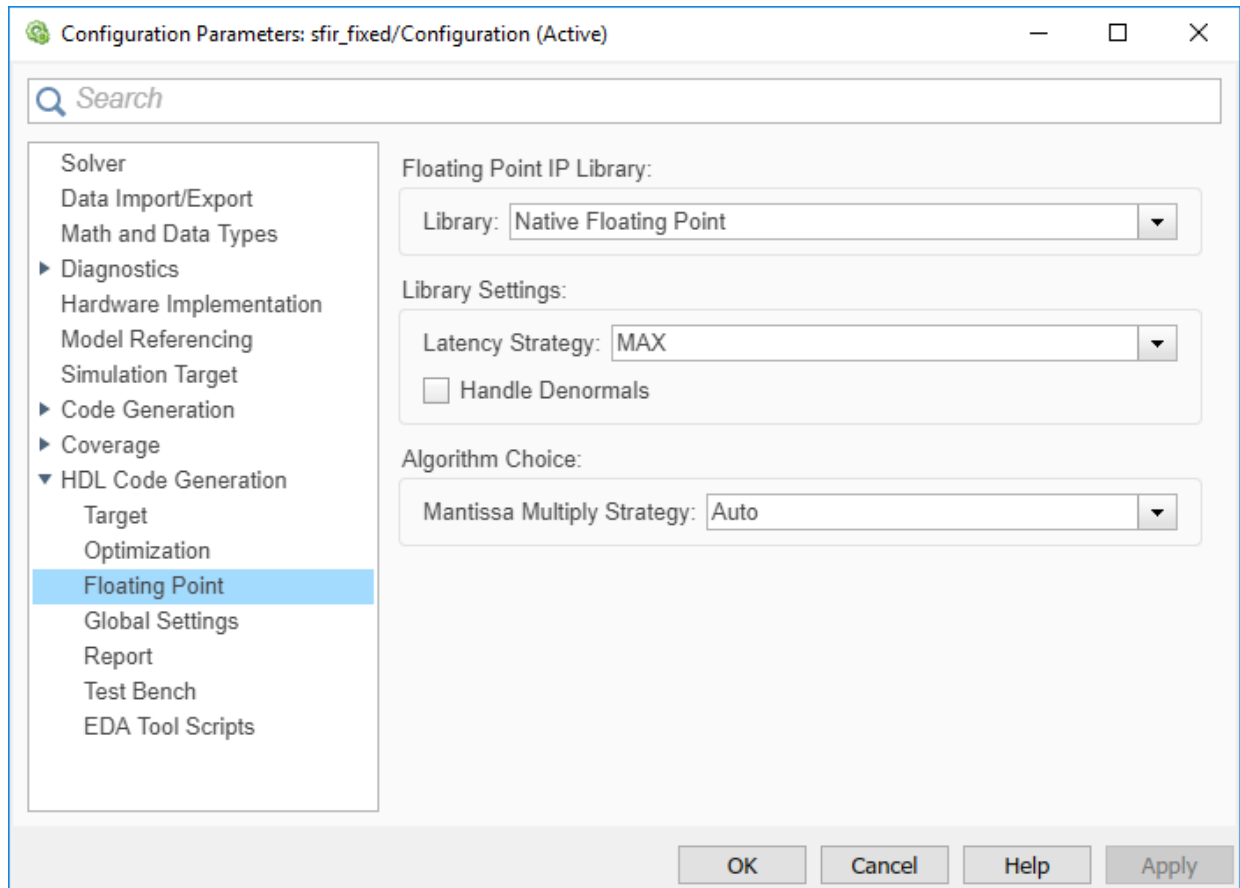 Configuration Parameters: sfir_fixed/Configuration (Active)
Search
Solver
Data Import/Export
Math and Data Types
Diagnostics
Hardware Implementation
Model Referencing
Simulation Target
Code Generation
Coverage
HDL Code Generation
Target
Optimization
Floating Point
Global Settings
Report
Test Bench
EDA Tool Scripts
Floating Point IP Library:
Library: Native Floating Point
Library Settings:
Latency Strategy: MAX
Handle Denormals
Algorithm Choice:
Mantissa Multiply Strategy: Auto
OK Cancel Help Apply